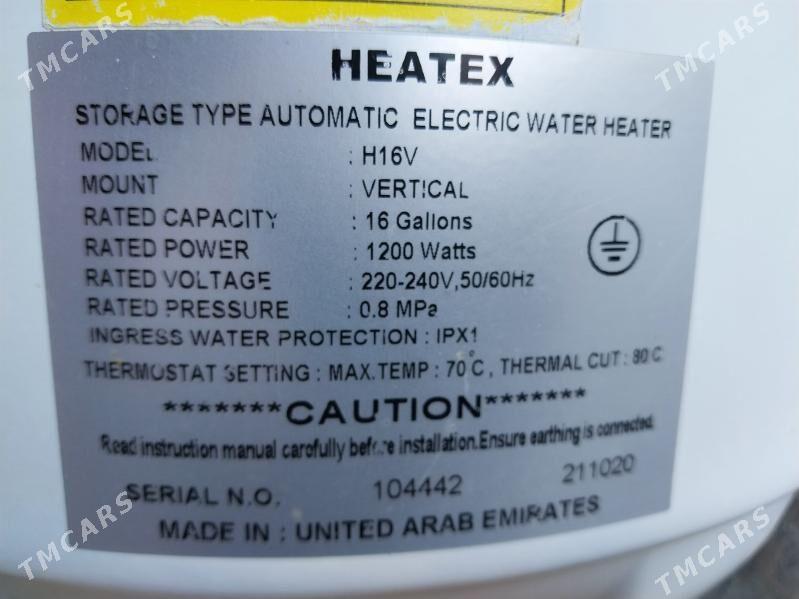 HEATEX
STORAGE TYPE AUTOMATIC ELECTRIC WATER HEATER
MODEL : H16V
MOUNT : VERTICAL
RATED CAPACITY : 16 Gallons
RATED POWER : 1200 Watts
RATED VOLTAGE : 220-240V,50/60Hz
RATED PRESSURE : 0.8 MPa
INGRESS WATER PROTECTION : IPX1
THERMOSTAT SETTING : MAX.TEMP : 70°C, THERMAL CUT : 80 C
*******CAUTION*******
Read instruction manual carofully before installation.Ensure earthing is connected.
SERIAL N.O. 104442 211020
MADE IN : UNITED ARAB EMIRATES
TMCARS
TMCARS
TMCARS
TMCARS